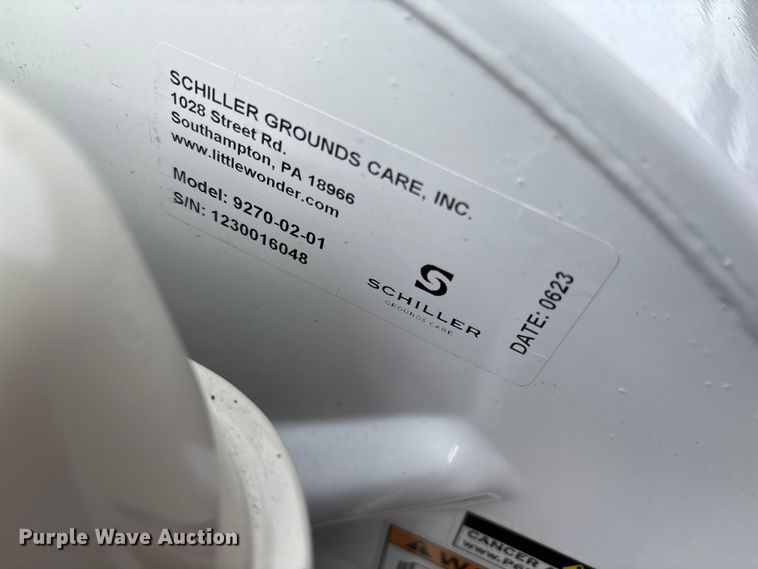 SCHILLER GROUNDS CARE, INC.
1028 Street Rd.
Southampton, PA 18966
www.littlewonder.com
Model: 9270-02-01
S/N: 1230016048
S
SCHILLER
GROUNDS CARE
DATE: 0623
CANCER
Purple Wave Auction